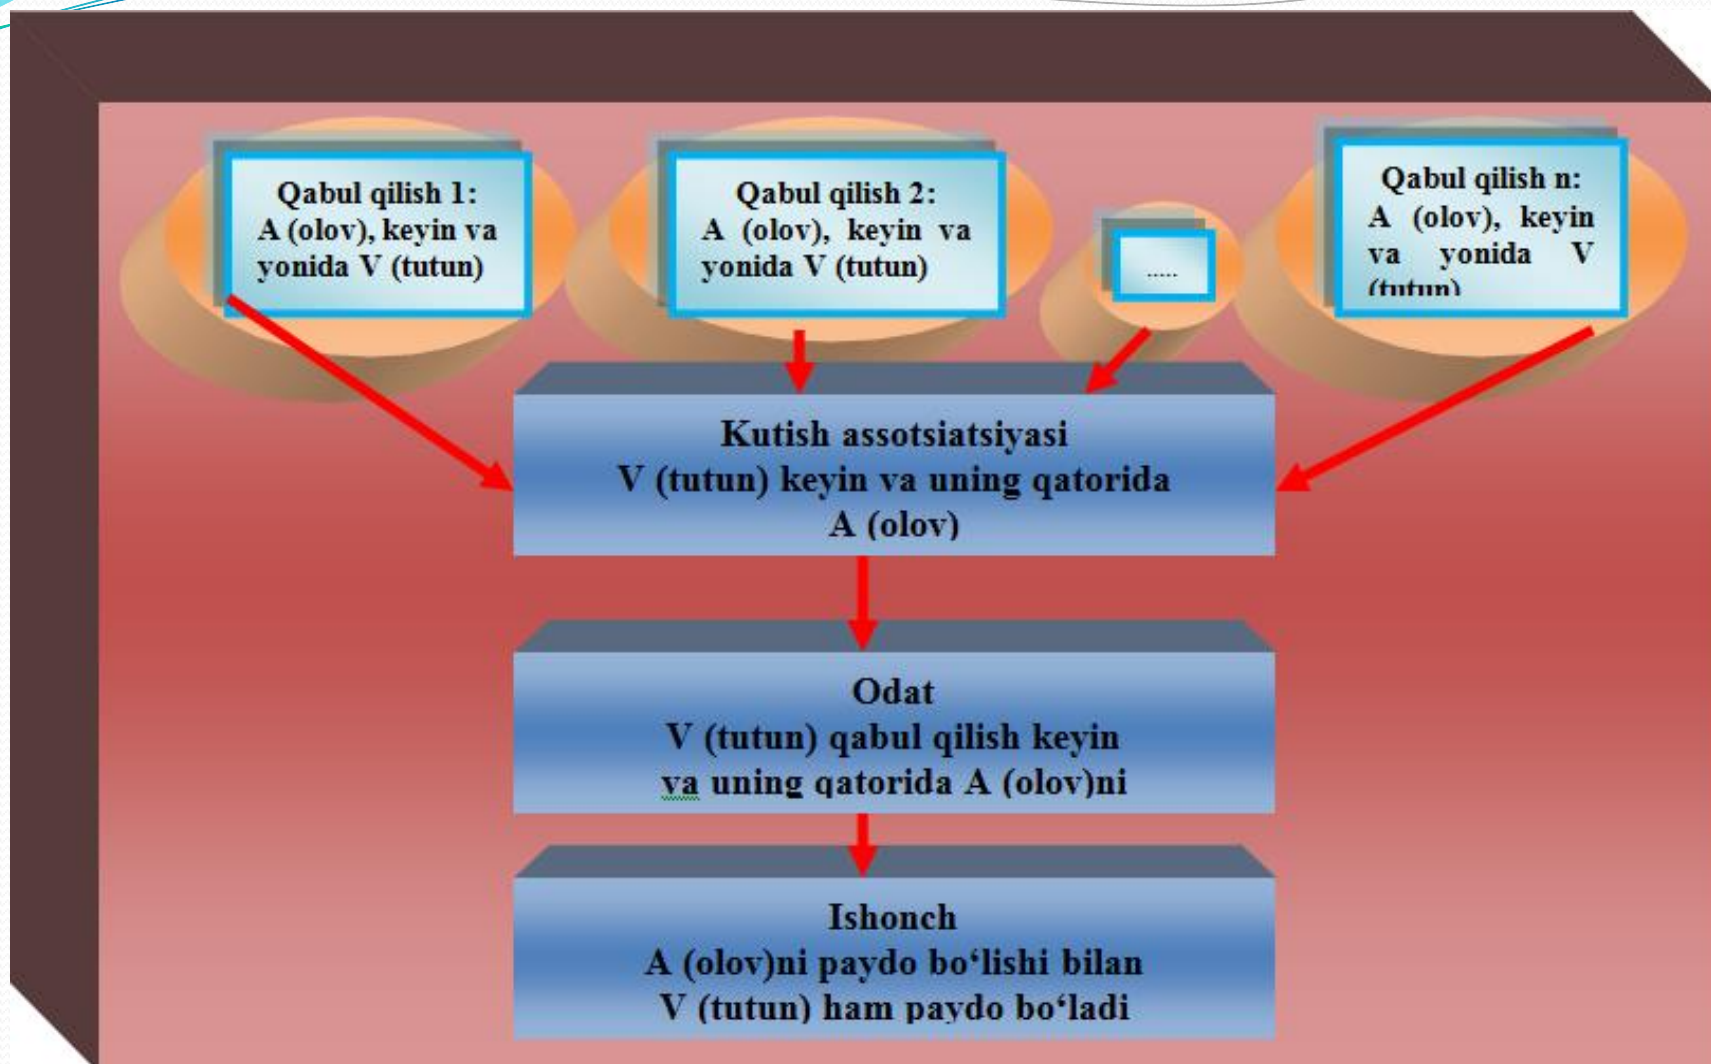 Qabul qilish 1:
A (olov), keyin va
yonida V (tutun)
Qabul qilish 2:
A (olov), keyin va
yonida V (tutun)
.....
Qabul qilish n:
A (olov), keyin
va yonida V
(tutun)
Kutish assotsiatsiyasi
V (tutun) keyin va uning qatorida
A (olov)
Odat
V (tutun) qabul qilish keyin
va uning qatorida A (olov)ni
Ishonch
A (olov)ni paydo bo‘lishi bilan
V (tutun) ham paydo bo‘ladi